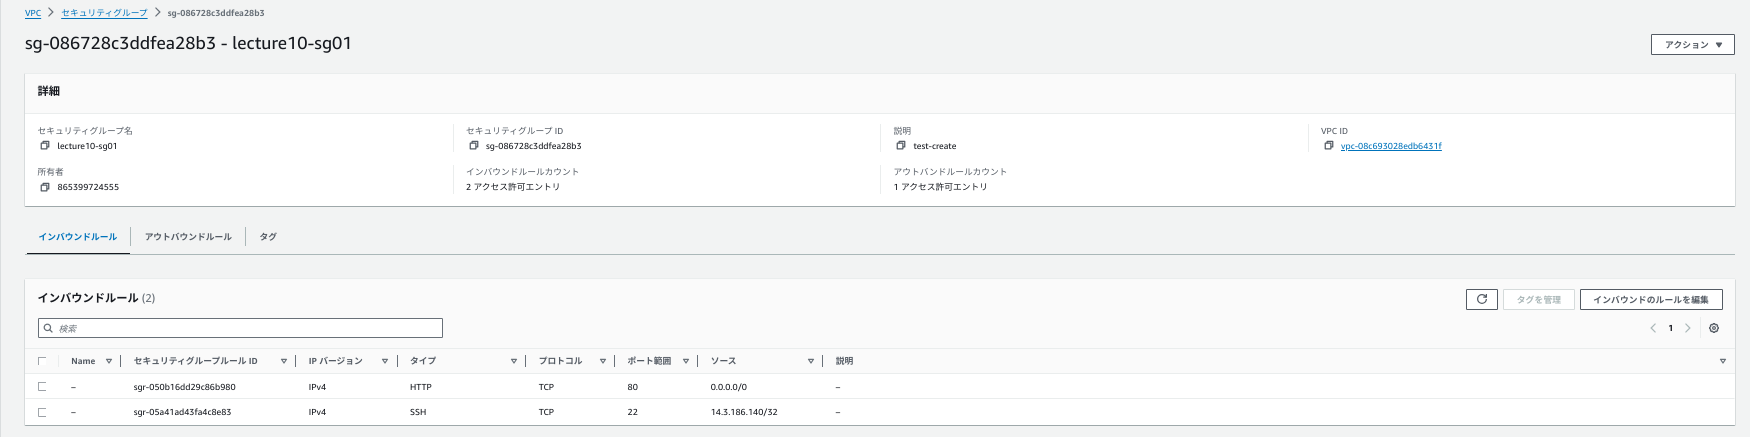 VPC > セキュリティグループ > sg-086728c3ddfea28b3
sg-086728c3ddfea28b3 - lecture10-sg01
アクション
詳細
セキュリティグループ名 セキュリティグループ ID 説明 VPC ID
lecture10-sg01 sg-086728c3ddfea28b3 test-create vpc-08c693028edb6431f
所有者 インバウンドルールカウント アウトバンドルールカウント
865399724555 2 アクセス許可エントリ 1 アクセス許可エントリ
インバウンドルール アウトバウンドルール タグ
インバウンドルール (2)
タグを管理 インバウンドのルールを編集
検索
1
Name セキュリティグループルール ID IP バージョン タイプ プロトコル ポート範囲 ソース 説明
– sgr-050b16dd29c86b980 IPv4 HTTP TCP 80 0.0.0.0/0 –
– sgr-05a41ad43fa4c8e83 IPv4 SSH TCP 22 14.3.186.140/32 –